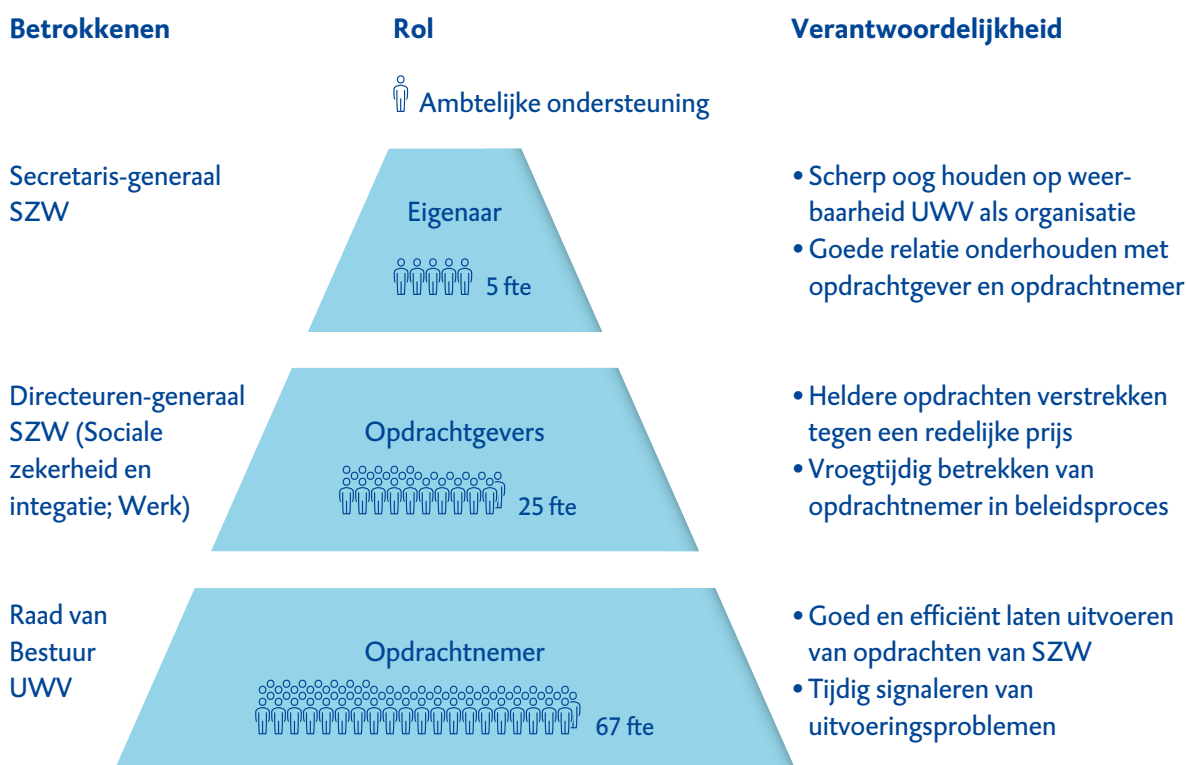 Betrokkenen
Rol
Verantwoordelijkheid
Ambtelijke ondersteuning
Secretaris-generaal
SZW
Eigenaar
5 fte
• Scherp oog houden op weer-
baarheid UWV als organisatie
• Goede relatie onderhouden met
opdrachtgever en opdrachtnemer
Directeuren-generaal
SZW (Sociale
zekerheid en
integatie; Werk)
Opdrachtgevers
25 fte
• Heldere opdrachten verstrekken
tegen een redelijke prijs
• Vroegtijdig betrekken van
opdrachtnemer in beleidsproces
Raad van
Bestuur
UWV
Opdrachtnemer
67 fte
• Goed en efficiënt laten uitvoeren
van opdrachten van SZW
• Tijdig signaleren van
uitvoeringsproblemen